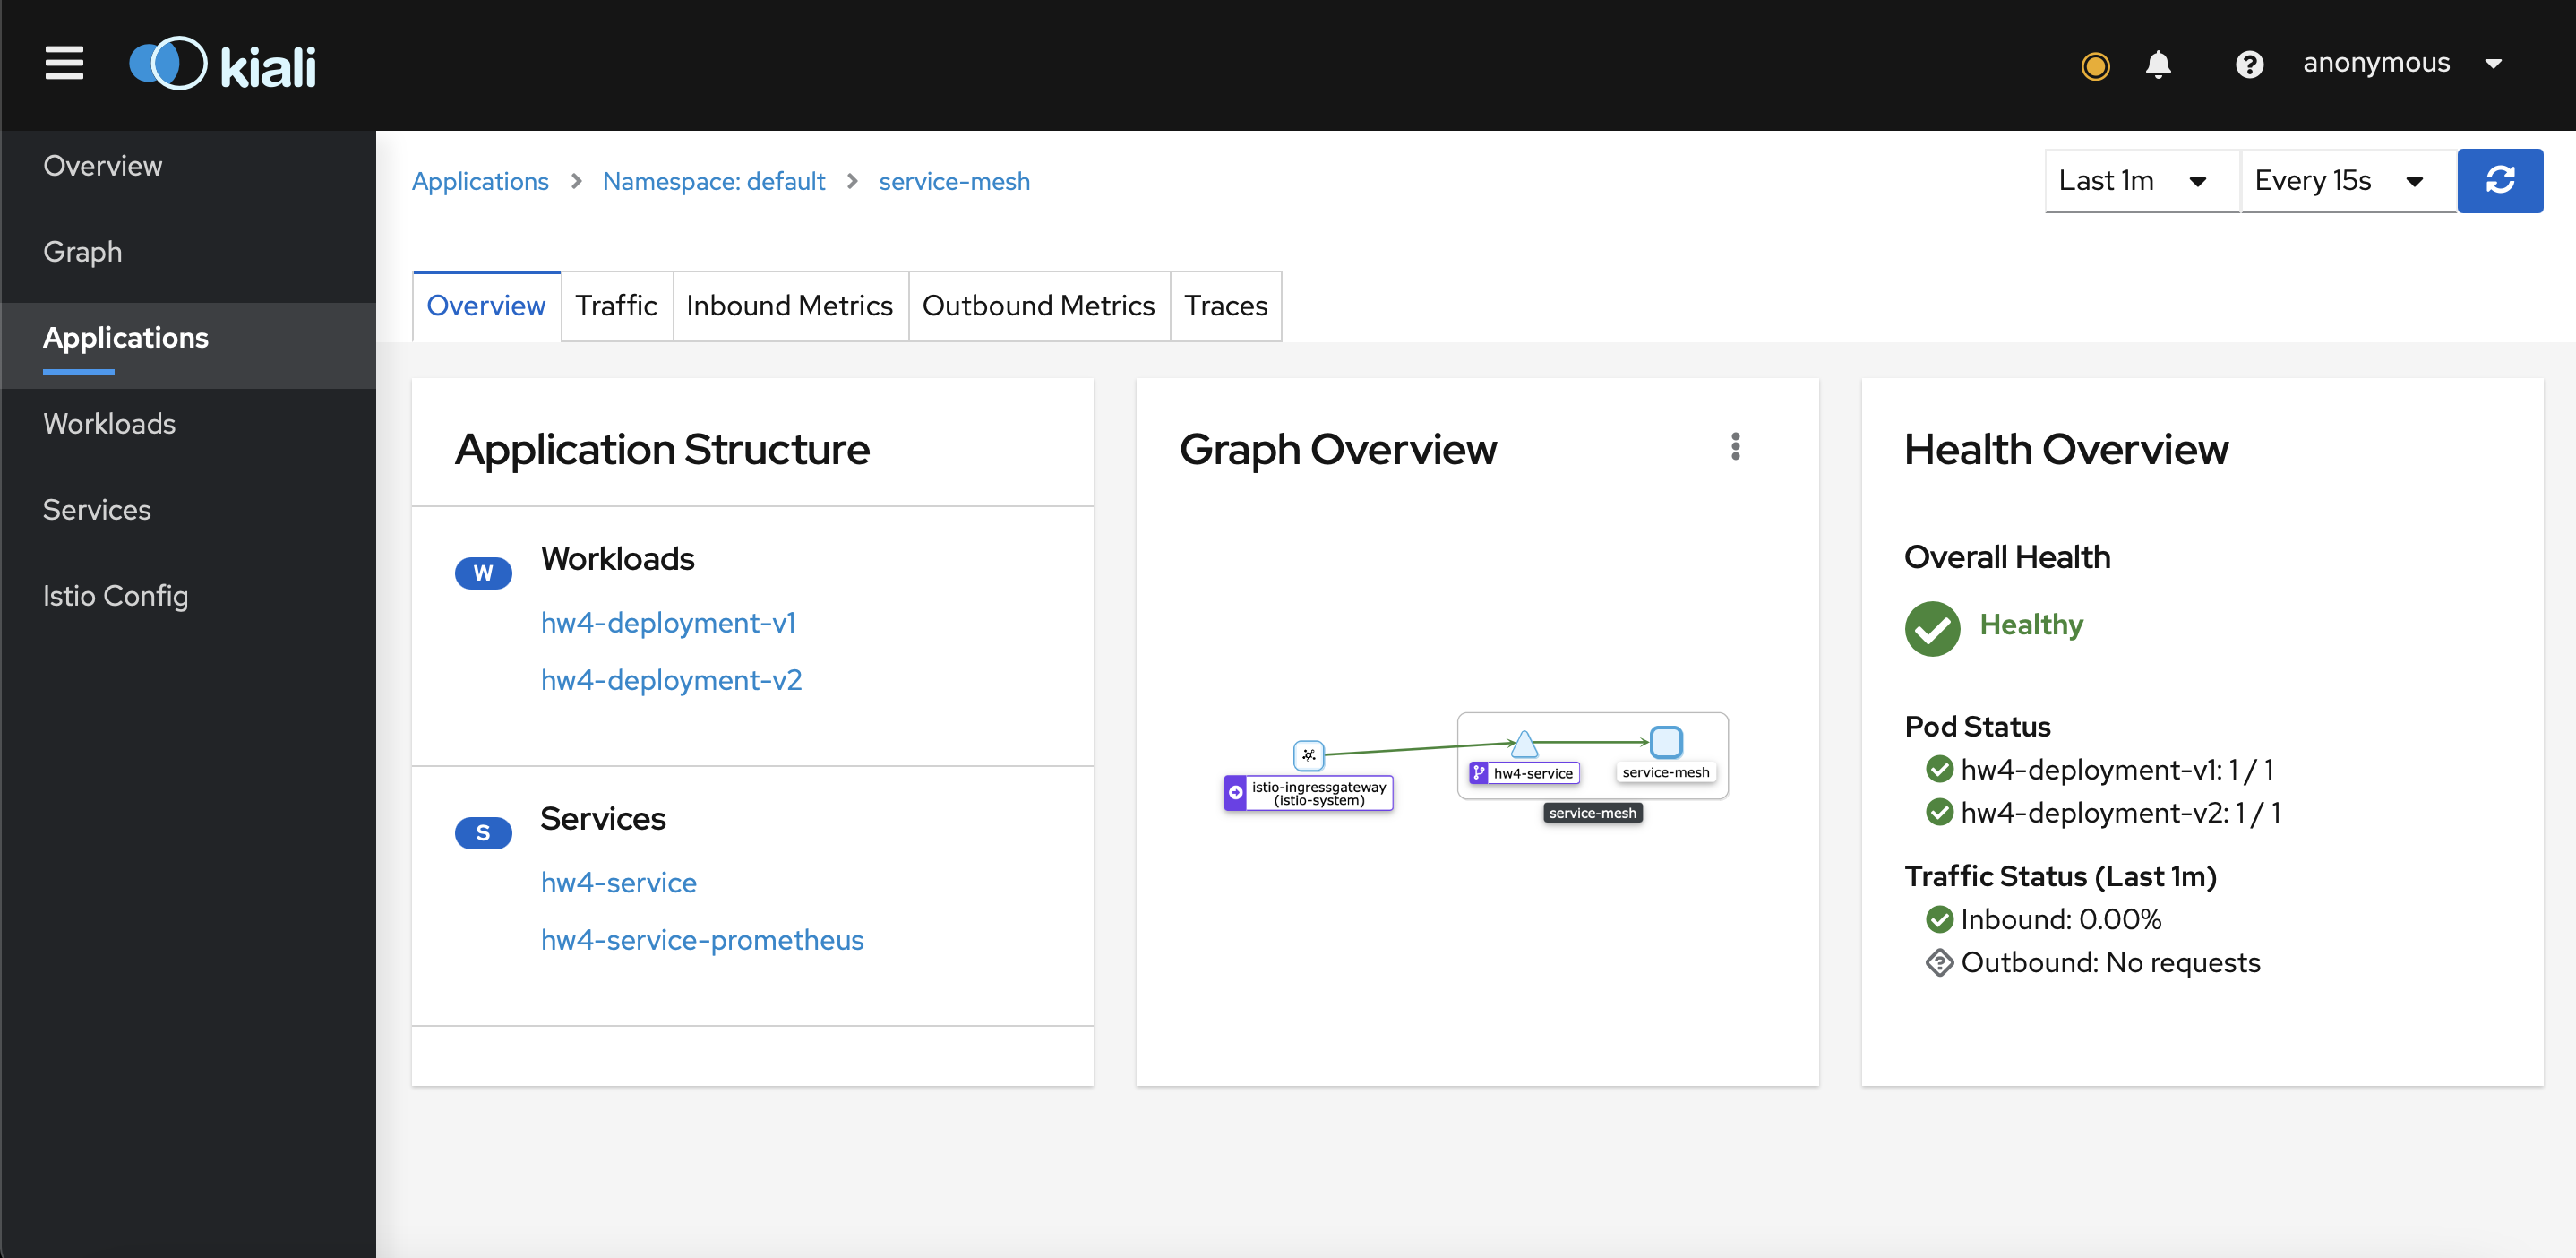 kiali
anonymous
Overview
Graph
Applications
Workloads
Services
Istio Config
Applications > Namespace: default > service-mesh
Last 1m
Every 15s
Overview
Traffic
Inbound Metrics
Outbound Metrics
Traces
Application Structure
W
Workloads
hw4-deployment-v1
hw4-deployment-v2
S
Services
hw4-service
hw4-service-prometheus
Graph Overview
istio-ingressgateway
(istio-system)
hw4-service
service-mesh
service-mesh
Health Overview
Overall Health
Healthy
Pod Status
hw4-deployment-v1: 1 / 1
hw4-deployment-v2: 1 / 1
Traffic Status (Last 1m)
Inbound: 0.00%
Outbound: No requests